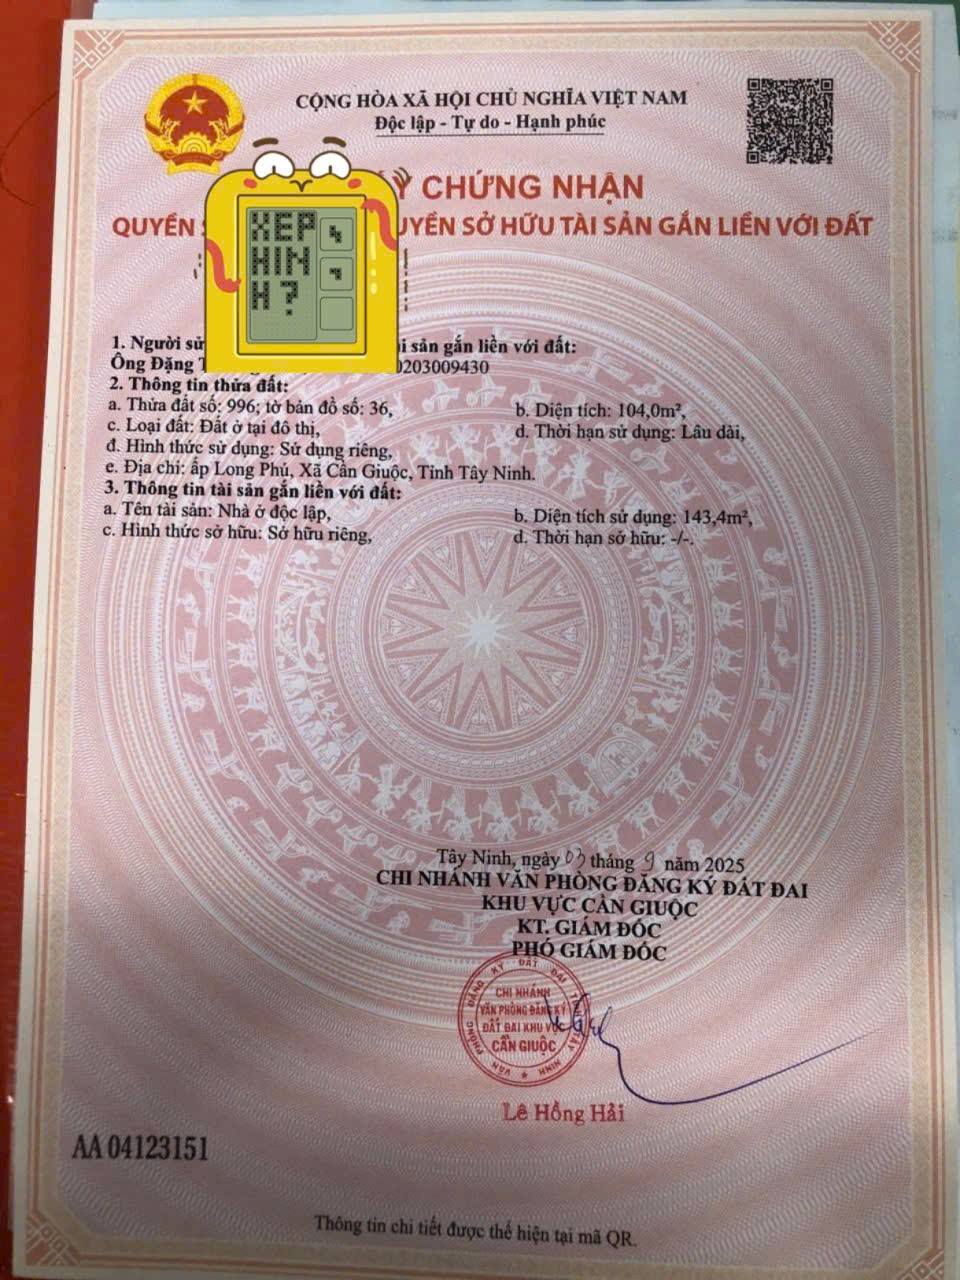 CỘNG HÒA XÃ HỘI CHỦ NGHĨA VIỆT NAM
Độc lập - Tự do - Hạnh phúc
CHỨNG NHẬN
QUYỀN SỞ HỮU TÀI SẢN GẮN LIỀN VỚI ĐẤT
XEP
HIN
H ?
1. Người sử sản gắn liền với đất:
Ông Đặng 0203009430
2. Thông tin thửa đất:
a. Thửa đất số: 996; tờ bản đồ số: 36, b. Diện tích: 104,0m²,
c. Loại đất: Đất ở tại đô thị, d. Thời hạn sử dụng: Lâu dài,
đ. Hình thức sử dụng: Sử dụng riêng,
e. Địa chỉ: ấp Long Phú, Xã Cần Giuộc, Tỉnh Tây Ninh.
3. Thông tin tài sản gắn liền với đất:
a. Tên tài sản: Nhà ở độc lập, b. Diện tích sử dụng: 143,4m²,
c. Hình thức sở hữu: Sở hữu riêng, d. Thời hạn sở hữu: -/-.
Tây Ninh, ngày 03 tháng 9 năm 2025
CHI NHÁNH VĂN PHÒNG ĐĂNG KÝ ĐẤT ĐAI
KHU VỰC CẦN GIUỘC
KT. GIÁM ĐỐC
PHÓ GIÁM ĐỐC
VĂN PHÒNG ĐĂNG KÝ ĐẤT ĐAI TỈNH TÂY NINH
CHI NHÁNH
VĂN PHÒNG ĐĂNG KÝ
ĐẤT ĐAI KHU VỰC
CẦN GIUỘC
Lê Hồng Hải
AA 04123151
Thông tin chi tiết được thể hiện tại mã QR.